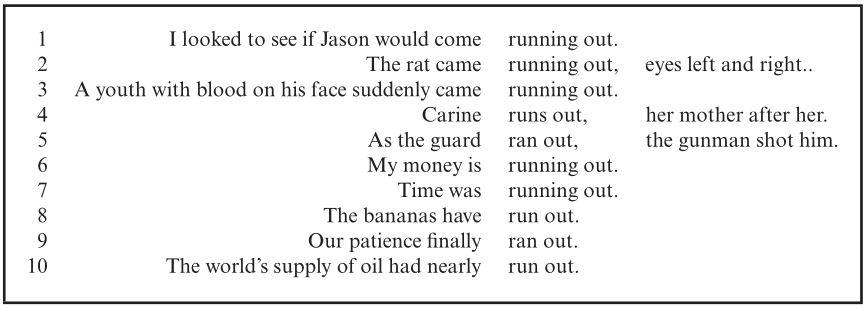 1 I looked to see if Jason would come running out.
2 The rat came running out, eyes left and right..
3 A youth with blood on his face suddenly came running out.
4 Carine runs out, her mother after her.
5 As the guard ran out, the gunman shot him.
6 My money is running out.
7 Time was running out.
8 The bananas have run out.
9 Our patience finally ran out.
10 The world's supply of oil had nearly run out.